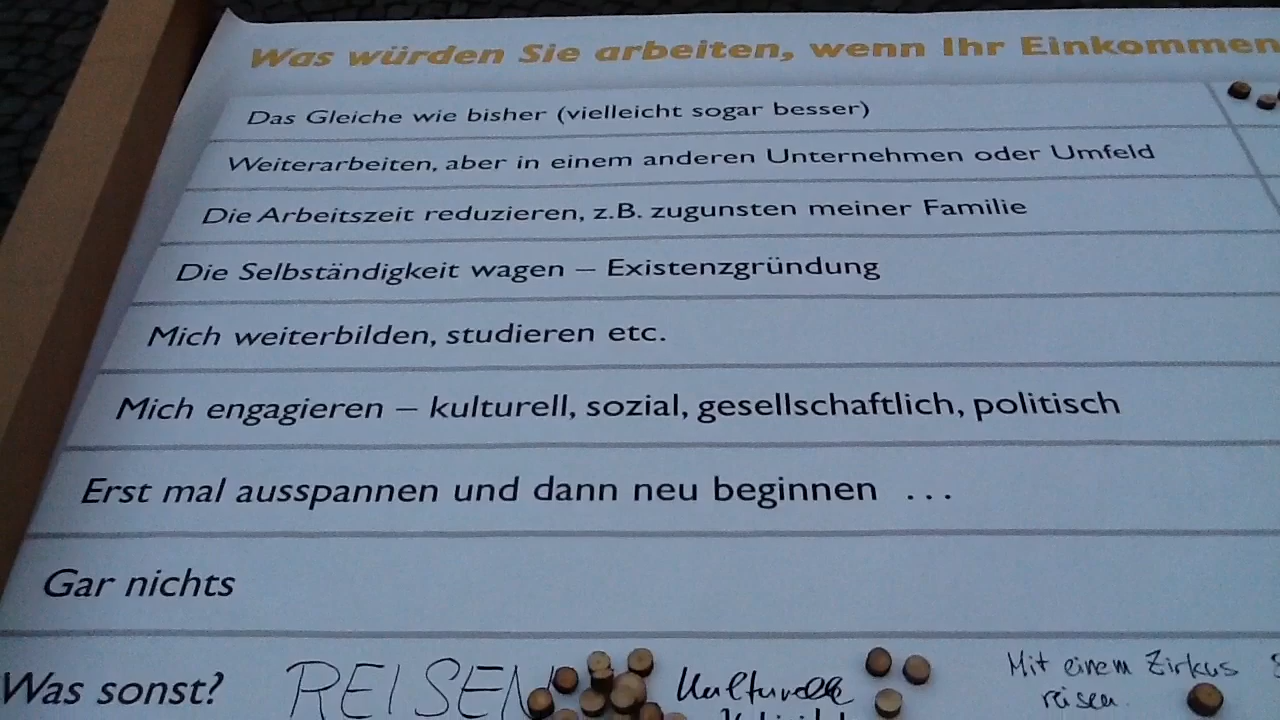 Was würden Sie arbeiten, wenn Ihr Einkommen
Das Gleiche wie bisher (vielleicht sogar besser)
Weiterarbeiten, aber in einem anderen Unternehmen oder Umfeld
Die Arbeitszeit reduzieren, z.B. zugunsten meiner Familie
Die Selbständigkeit wagen – Existenzgründung
Mich weiterbilden, studieren etc.
Mich engagieren – kulturell, sozial, gesellschaftlich, politisch
Erst mal ausspannen und dann neu beginnen ...
Gar nichts
Was sonst? REISEN Kulturelle Mit einem Zirkus
reisen